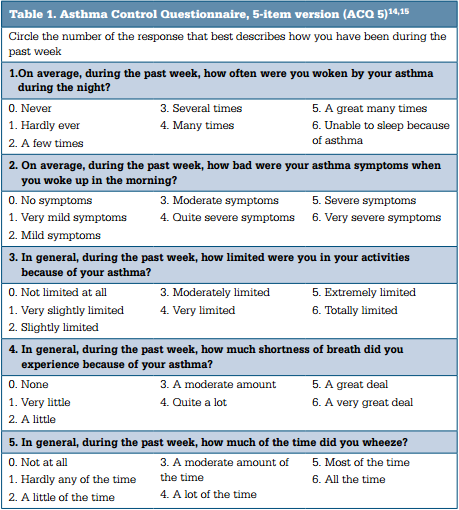 Table 1. Asthma Control Questionnaire, 5-item version (ACQ 5)14,15
Circle the number of the response that best describes how you have been during the
past week
1.On average, during the past week, how often were you woken by your asthma
during the night?
0. Never
1. Hardly ever
2. A few times
3. Several times
4. Many times
5. A great many times
6. Unable to sleep because
of asthma
2. On average, during the past week, how bad were your asthma symptoms when
you woke up in the morning?
0. No symptoms
1. Very mild symptoms
2. Mild symptoms
3. Moderate symptoms
4. Quite severe symptoms
5. Severe symptoms
6. Very severe symptoms
3. In general, during the past week, how limited were you in your activities
because of your asthma?
0. Not limited at all
1. Very slightly limited
2. Slightly limited
3. Moderately limited
4. Very limited
5. Extremely limited
6. Totally limited
4. In general, during the past week, how much shortness of breath did you
experience because of your asthma?
0. None
1. Very little
2. A little
3. A moderate amount
4. Quite a lot
5. A great deal
6. A very great deal
5. In general, during the past week, how much of the time did you wheeze?
0. Not at all
1. Hardly any of the time
2. A little of the time
3. A moderate amount of
the time
4. A lot of the time
5. Most of the time
6. All the time